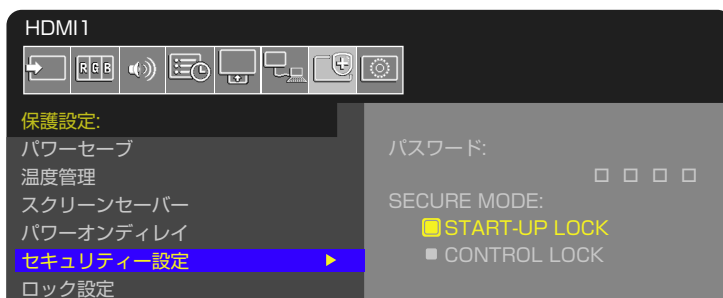 HDMI1
RGB
保護設定:
パワーセーブ
温度管理
スクリーンセーバー
パワーオンディレイ
セキュリティー設定
ロック設定
パスワード:
SECURE MODE:
START-UP LOCK
CONTROL LOCK